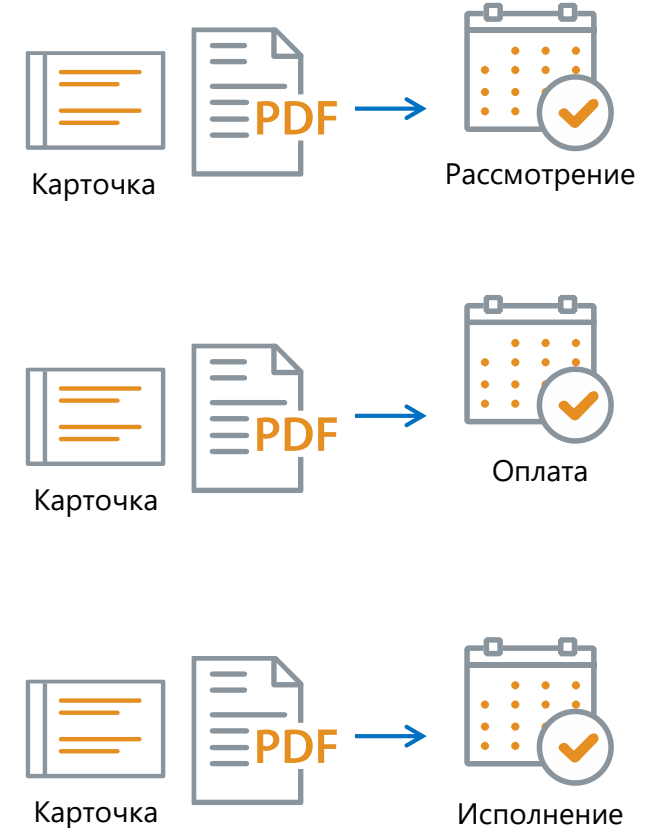 PDF
Карточка
Рассмотрение
PDF
Карточка
Оплата
PDF
Карточка
Исполнение